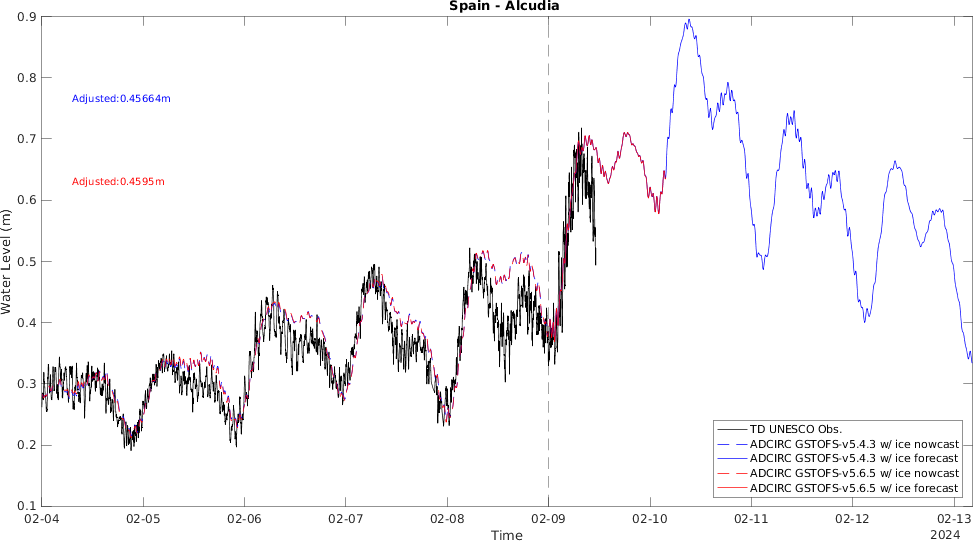 Spain - Alcudia
0.9
0.8
0.7
0.6
0.5
0.4
0.3
0.2
0.1
Water Level (m)
Adjusted:0.45664m
Adjusted:0.4595m
TD UNESCO Obs.
ADCIRC GSTOFS-v5.4.3 w/ ice nowcast
ADCIRC GSTOFS-v5.4.3 w/ ice forecast
ADCIRC GSTOFS-v5.6.5 w/ ice nowcast
ADCIRC GSTOFS-v5.6.5 w/ ice forecast
02-04 02-05 02-06 02-07 02-08 02-09 02-10 02-11 02-12 02-13
2024
Time